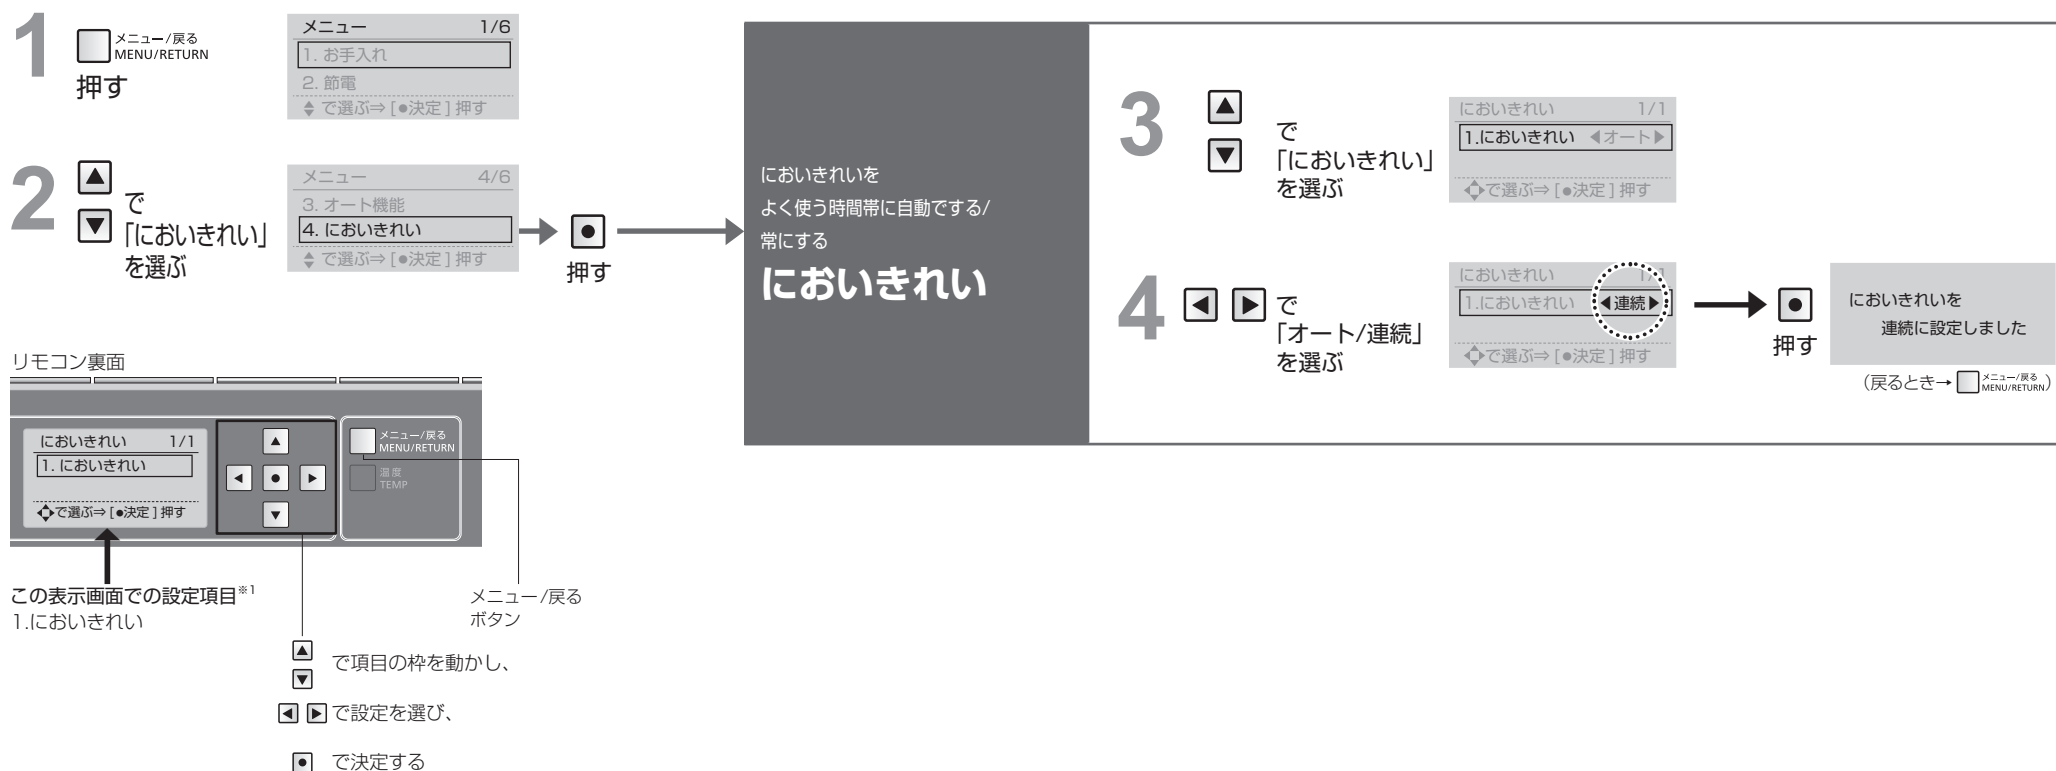 1
メニュー/戻る
MENU/RETURN
押す
メニュー 1/6
1. お手入れ
2. 節電
で選ぶ⇒ [●決定] 押す
2
▲
▼
で
「においきれい」
を選ぶ
メニュー 4/6
3. オート機能
4. においきれい
で選ぶ⇒ [●決定] 押す
押す
においきれいを
よく使う時間帯に自動でする/
常にする
においきれい
3
▲
▼
で
「においきれい」
を選ぶ
においきれい 1/1
1.においきれい ◀オート▶
で選ぶ⇒ [●決定] 押す
4
◀ ▶ で
「オート/連続」
を選ぶ
においきれい 1/1
1.においきれい ◀連続▶
で選ぶ⇒ [●決定] 押す
押す
においきれいを
連続に設定しました
(戻るとき→ メニュー/戻る MENU/RETURN)
リモコン裏面
においきれい 1/1
1. においきれい
で選ぶ⇒ [●決定] 押す
メニュー/戻る
MENU/RETURN
温度
TEMP
この表示画面での設定項目※1
1.においきれい
メニュー/戻る
ボタン
▲
▼
で項目の枠を動かし、
◀ ▶ で設定を選び、
● で決定する